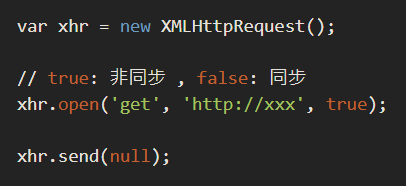 var xhr = new XMLHttpRequest();
// true: 非同步 , false: 同步
xhr.open('get', 'http://xxx', true);
xhr.send(null);